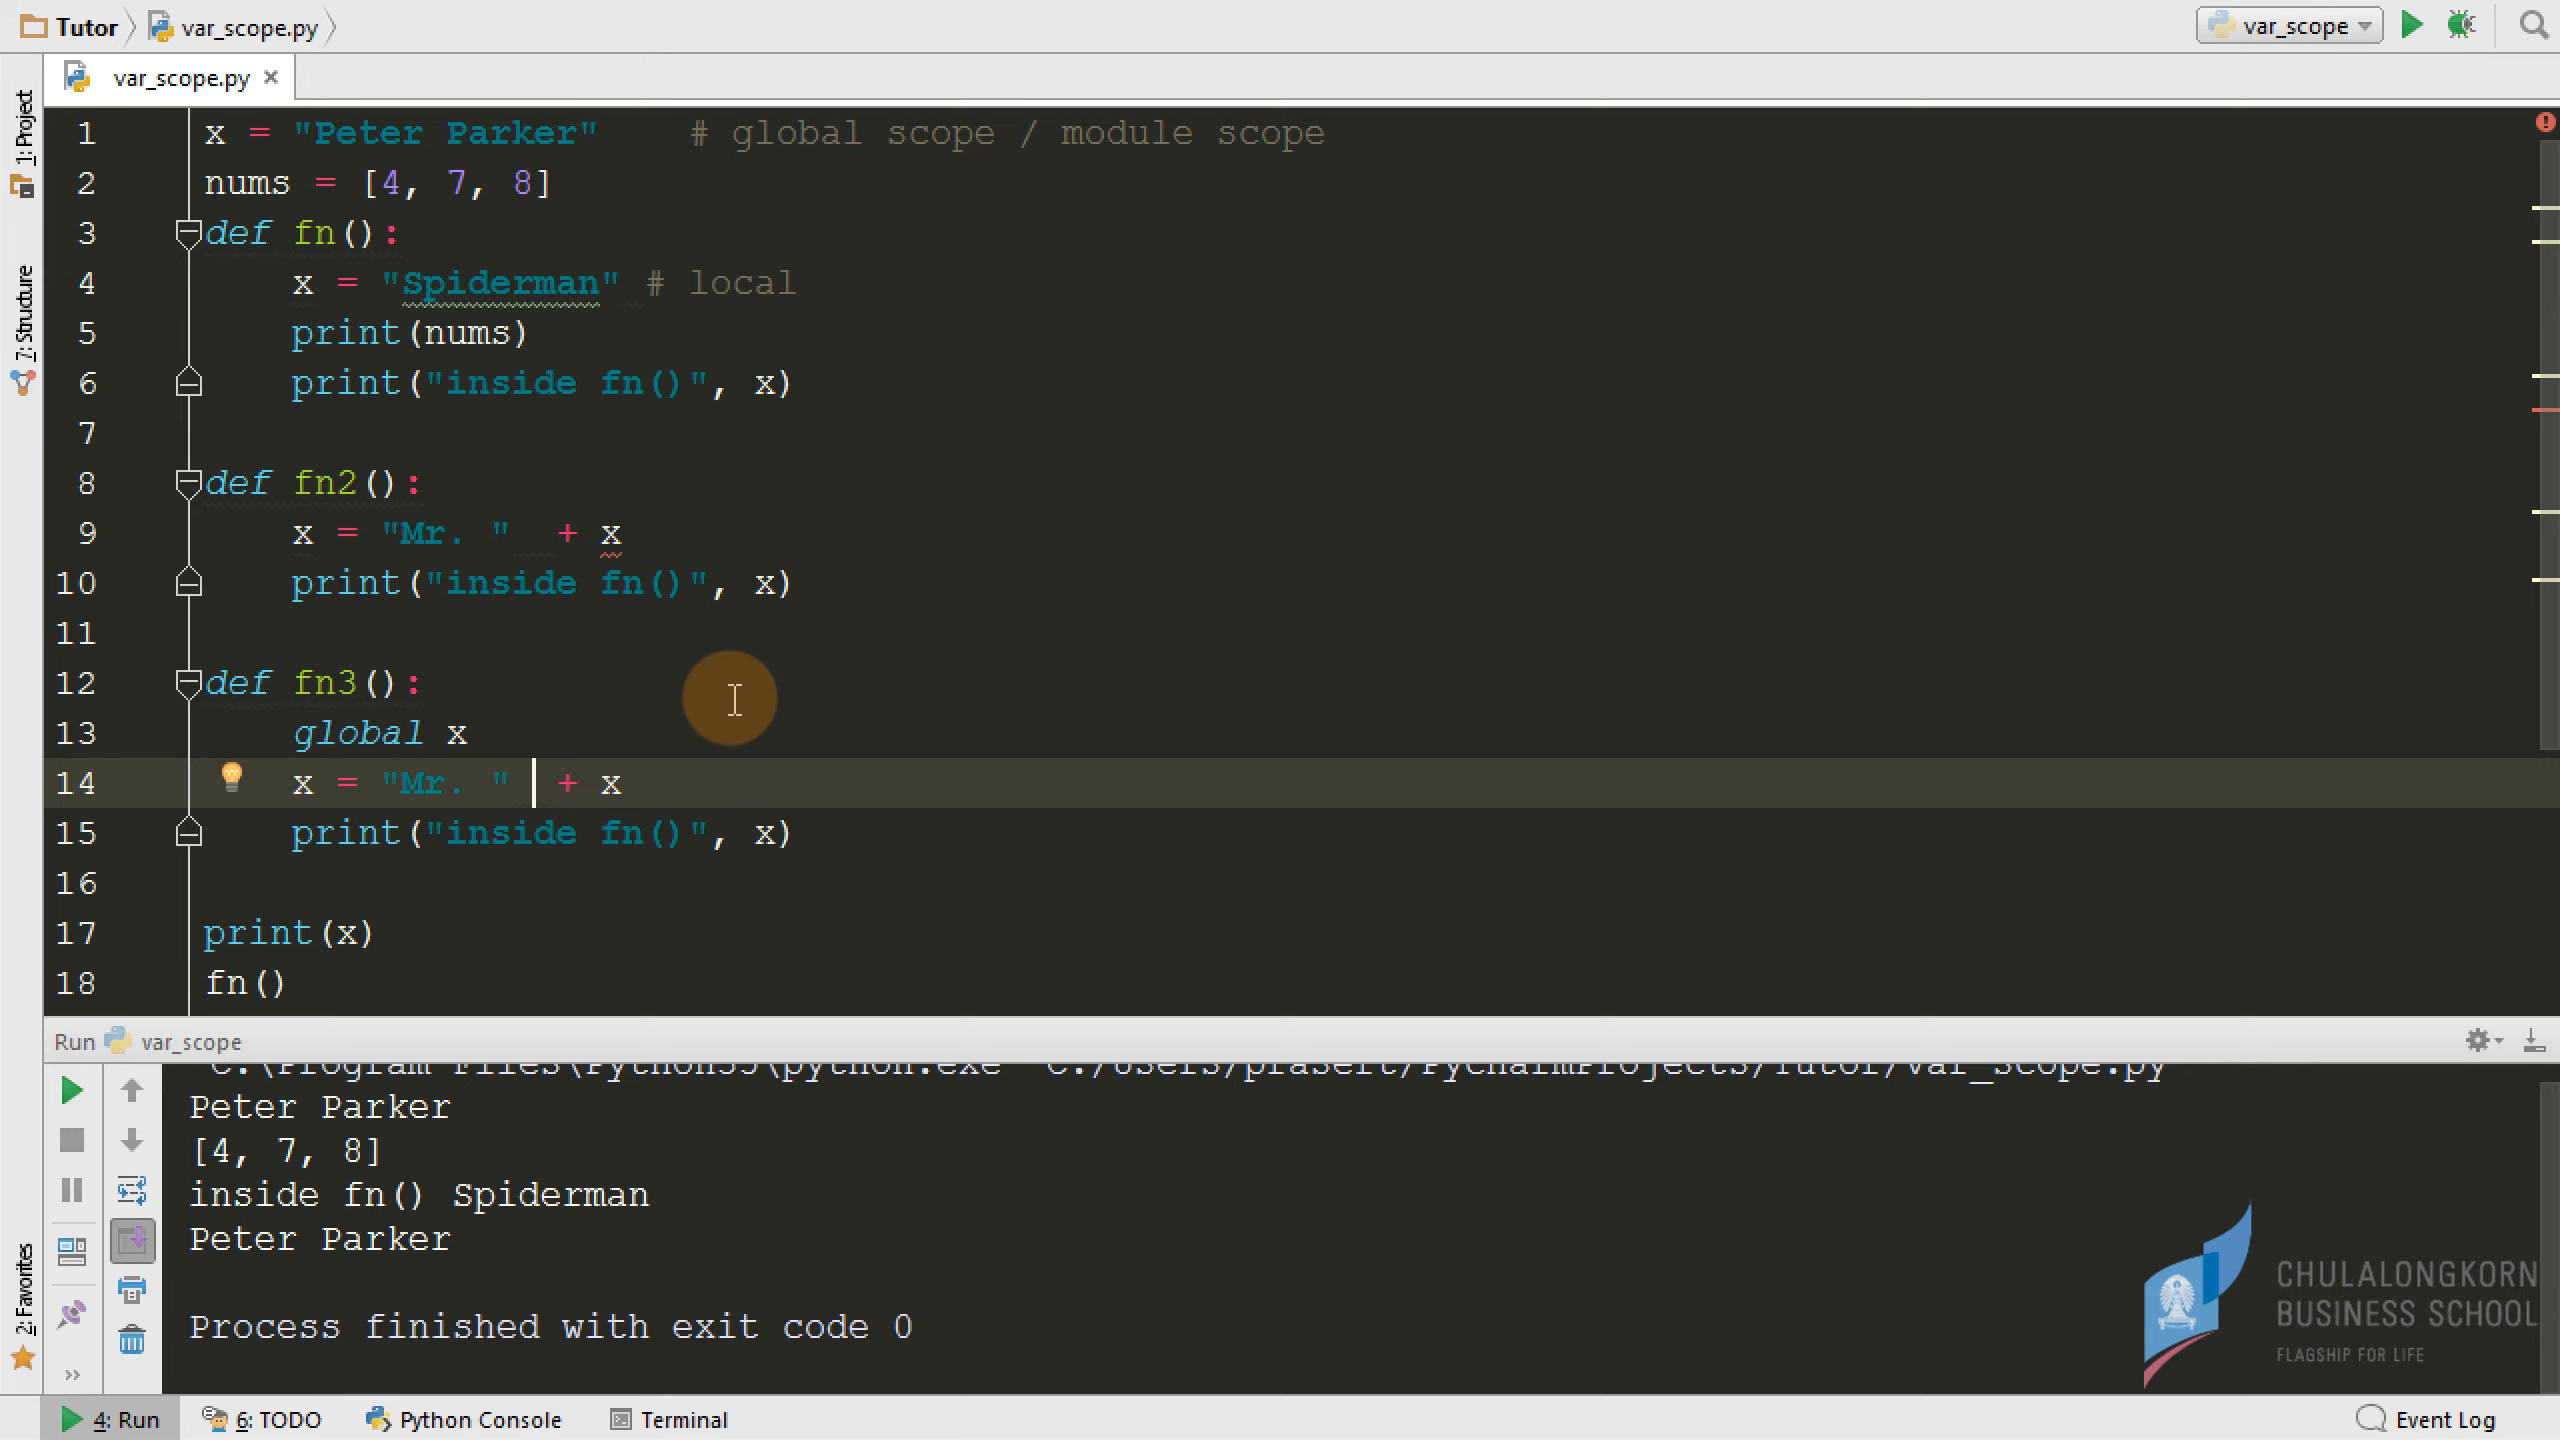 Tutor var_scope.py var_scope
var_scope.py
1: Project
7: Structure
2: Favorites
1 x = "Peter Parker" # global scope / module scope
2 nums = [4, 7, 8]
3 def fn():
4 x = "Spiderman" # local
5 print(nums)
6 print("inside fn()", x)
7
8 def fn2():
9 x = "Mr. " + x
10 print("inside fn()", x)
11
12 def fn3():
13 global x
14 x = "Mr. " + x
15 print("inside fn()", x)
16
17 print(x)
18 fn()
Run var_scope
C:\Program Files\Python35\python.exe C:/Users/prasert/PycharmProjects/Tutor/var_scope.py
Peter Parker
[4, 7, 8]
inside fn() Spiderman
Peter Parker
Process finished with exit code 0
CHULALONGKORN
BUSINESS SCHOOL
FLAGSHIP FOR LIFE
4: Run 6: TODO Python Console Terminal Event Log